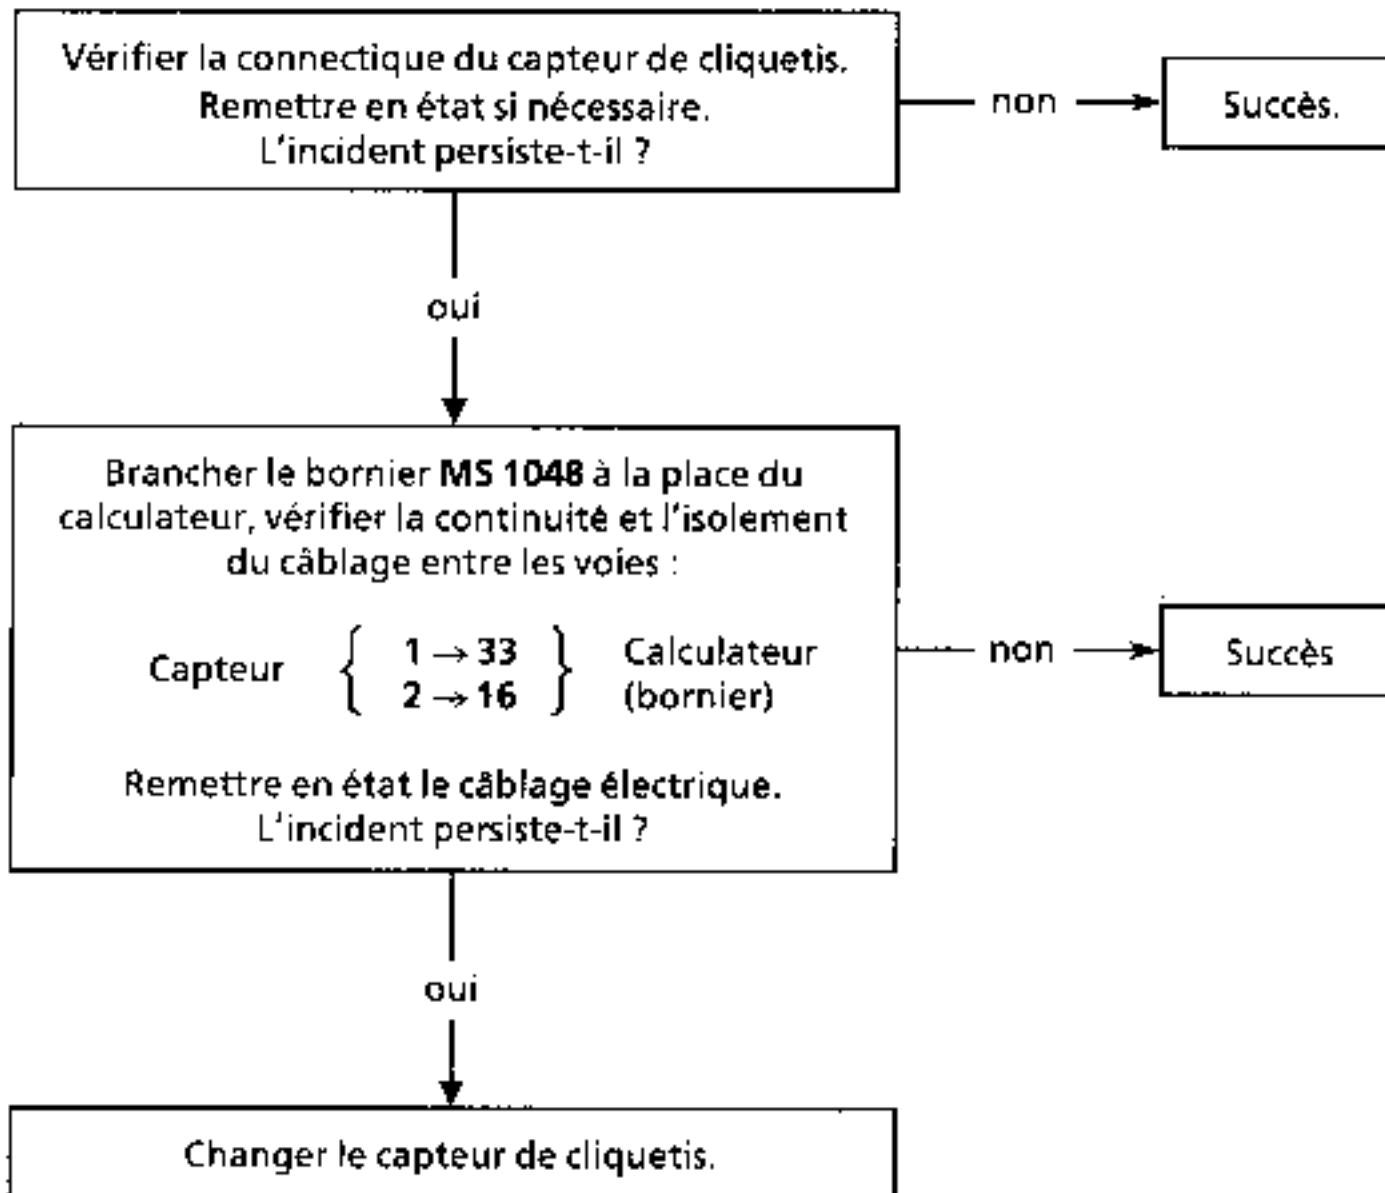 Vérifier la connectique du capteur de cliquetis.
Remettre en état si nécessaire.
L'incident persiste-t-il ?
non
Succès.
oui
Brancher le bornier MS 1048 à la place du
calculateur, vérifier la continuité et l'isolement
du câblage entre les voies :
Capteur { 1 → 33 } Calculateur
2 → 16 (bornier)
Remettre en état le câblage électrique.
L'incident persiste-t-il ?
non
Succès
oui
Changer le capteur de cliquetis.